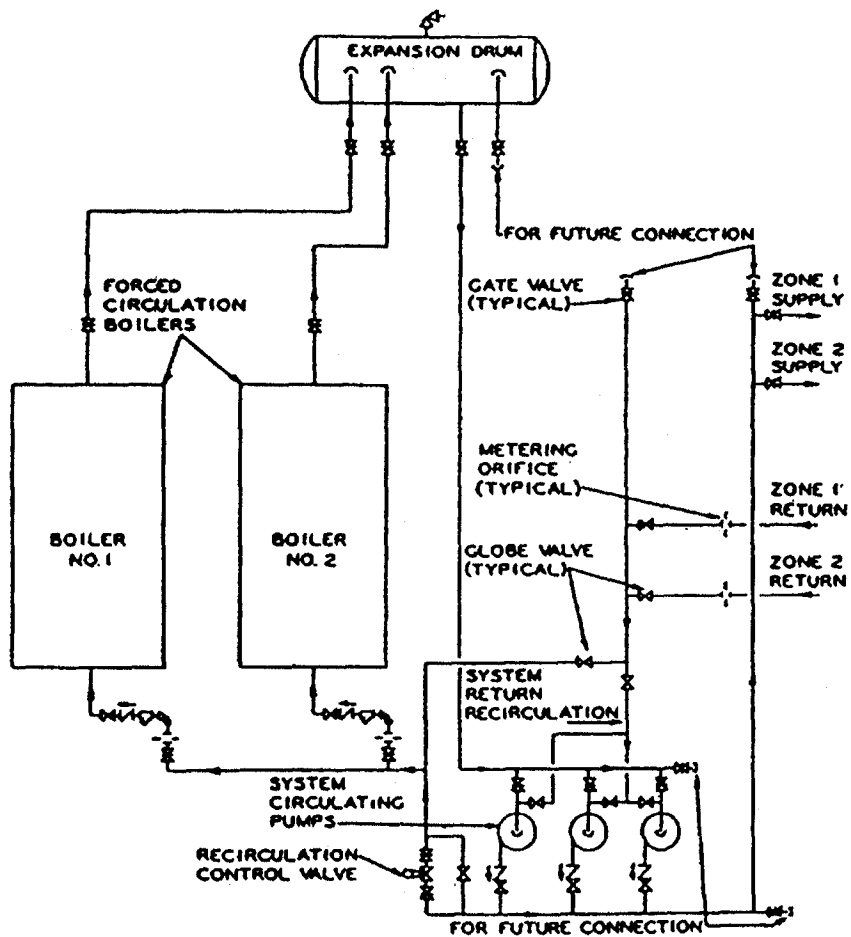 EXPANSION DRUM
FOR FUTURE CONNECTION
FORCED
CIRCULATION
BOILERS
GATE VALVE
(TYPICAL)
ZONE 1
SUPPLY
ZONE 2
SUPPLY
METERING
ORIFICE
(TYPICAL)
ZONE 1
RETURN
BOILER
NO. 1
BOILER
NO. 2
GLOBE VALVE
(TYPICAL)
ZONE 2
RETURN
SYSTEM
RETURN
RECIRCULATION
SYSTEM
CIRCULATING
PUMPS
RECIRCULATION
CONTROL VALVE
FOR FUTURE CONNECTION